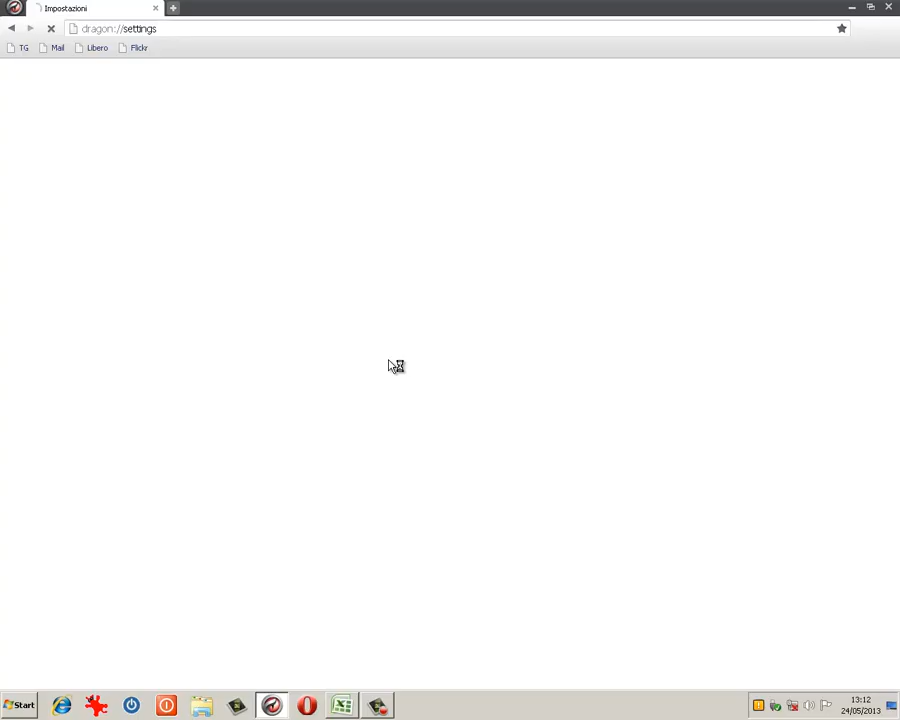 Impostazioni
dragon://settings
TG Mail Libero Flickr
Start
13:12
24/05/2013